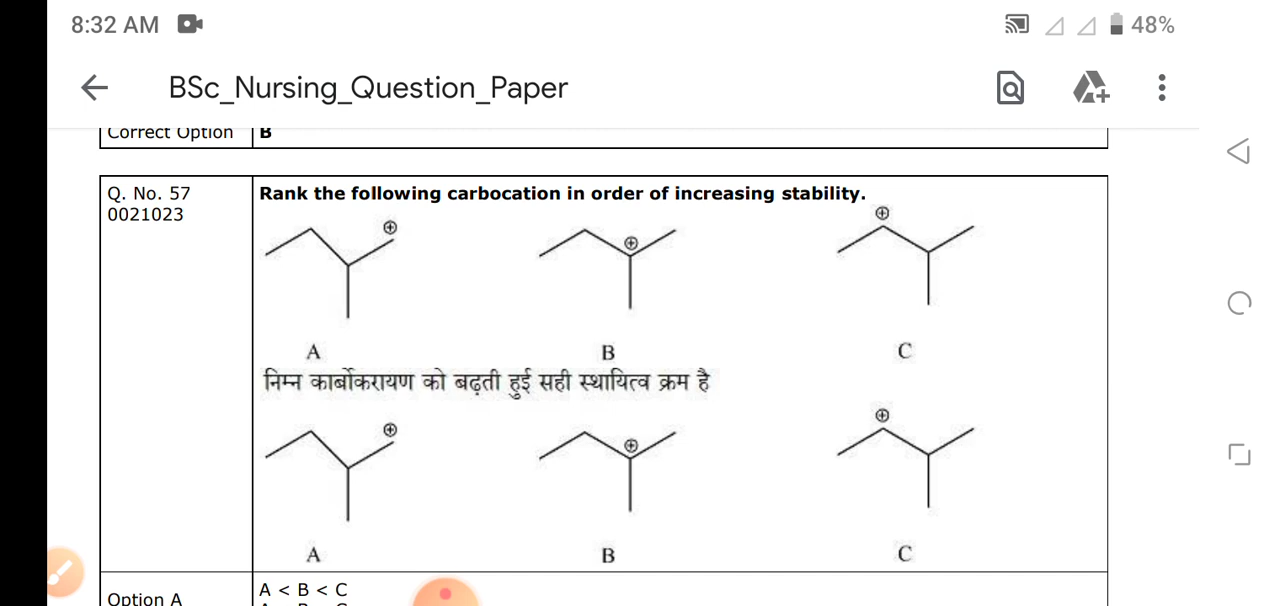 8:32 AM 48%
BSc_Nursing_Question_Paper
Correct Option B
Q. No. 57 Rank the following carbocation in order of increasing stability.
0021023
⊕ ⊕ ⊕
A B C
निम्न कार्बोकरायण को बढ़ती हुई सही स्थायित्व क्रम है
⊕ ⊕ ⊕
A B C
Option A A < B < C